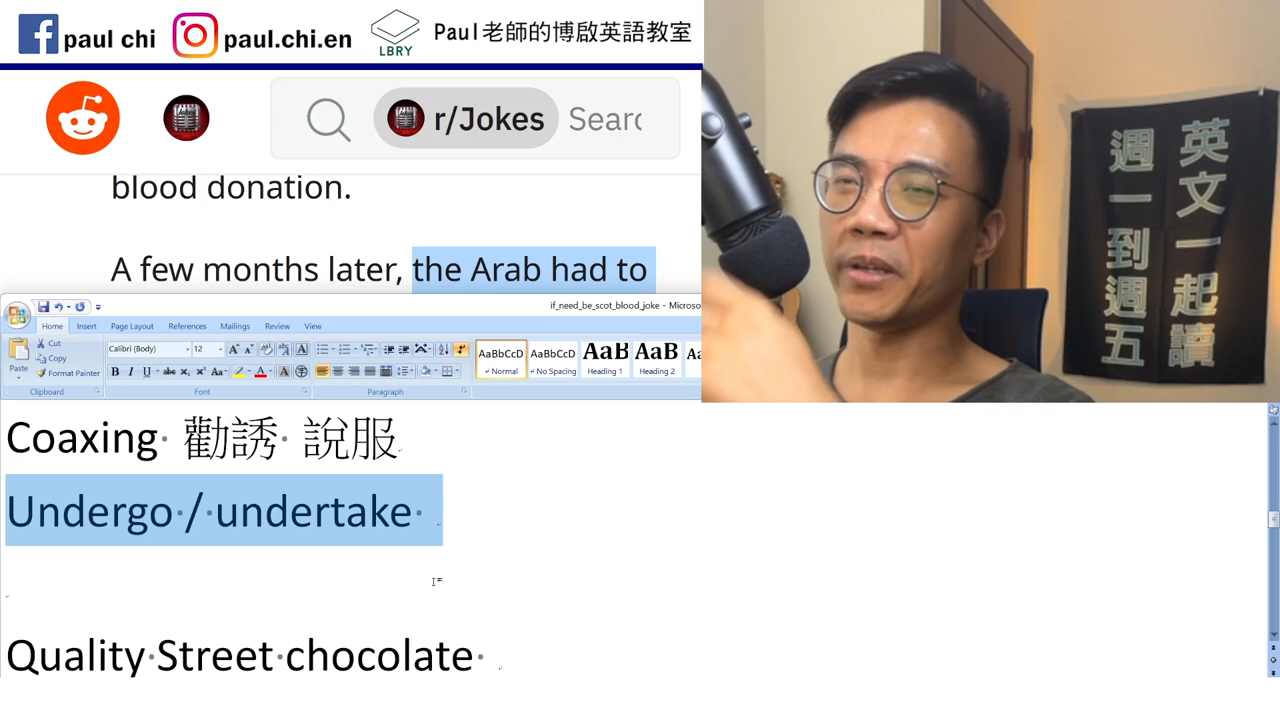 paul chi
paul.chi.en
LBRY
Paul老師的博啟英語教室
r/Jokes
Searc
blood donation.
A few months later, the Arab had to
if_need_be_scot_blood_joke - Microso
Home Insert Page Layout References Mailings Review View
Paste
Cut
Copy
Format Painter
Clipboard
Calibri (Body) 12
Font
Paragraph
AaBbCcD AaBbCcD AaBb AaBb
Normal No Spacing Heading 1 Heading 2
Coaxing 勸誘 說服
Undergo / undertake
Quality Street chocolate
英文一起讀
週一到週五